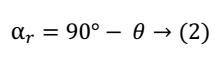 αᵣ = 90° − θ → (2)